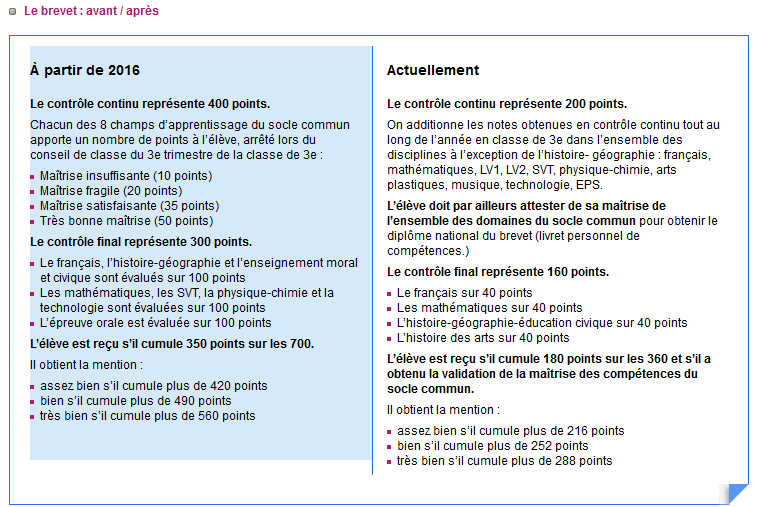 Le brevet : avant / après
À partir de 2016
Le contrôle continu représente 400 points.
Chacun des 8 champs d'apprentissage du socle commun
apporte un nombre de points à l'élève, arrêté lors du
conseil de classe du 3e trimestre de la classe de 3e :
Maîtrise insuffisante (10 points)
Maîtrise fragile (20 points)
Maîtrise satisfaisante (35 points)
Très bonne maîtrise (50 points)
Le contrôle final représente 300 points.
Le français, l'histoire-géographie et l'enseignement moral
et civique sont évalués sur 100 points
Les mathématiques, les SVT, la physique-chimie et la
technologie sont évaluées sur 100 points
L'épreuve orale est évaluée sur 100 points
L'élève est reçu s'il cumule 350 points sur les 700.
Il obtient la mention :
assez bien s'il cumule plus de 420 points
bien s'il cumule plus de 490 points
très bien s'il cumule plus de 560 points
Actuellement
Le contrôle continu représente 200 points.
On additionne les notes obtenues en contrôle continu tout au
long de l'année en classe de 3e dans l'ensemble des
disciplines à l'exception de l'histoire- géographie : français,
mathématiques, LV1, LV2, SVT, physique-chimie, arts
plastiques, musique, technologie, EPS.
L'élève doit par ailleurs attester de sa maîtrise de
l'ensemble des domaines du socle commun pour obtenir le
diplôme national du brevet (livret personnel de
compétences.)
Le contrôle final représente 160 points.
Le français sur 40 points
Les mathématiques sur 40 points
L'histoire-géographie-éducation civique sur 40 points
L'histoire des arts sur 40 points
L'élève est reçu s'il cumule 180 points sur les 360 et s'il a
obtenu la validation de la maîtrise des compétences du
socle commun.
Il obtient la mention :
assez bien s'il cumule plus de 216 points
bien s'il cumule plus de 252 points
très bien s'il cumule plus de 288 points